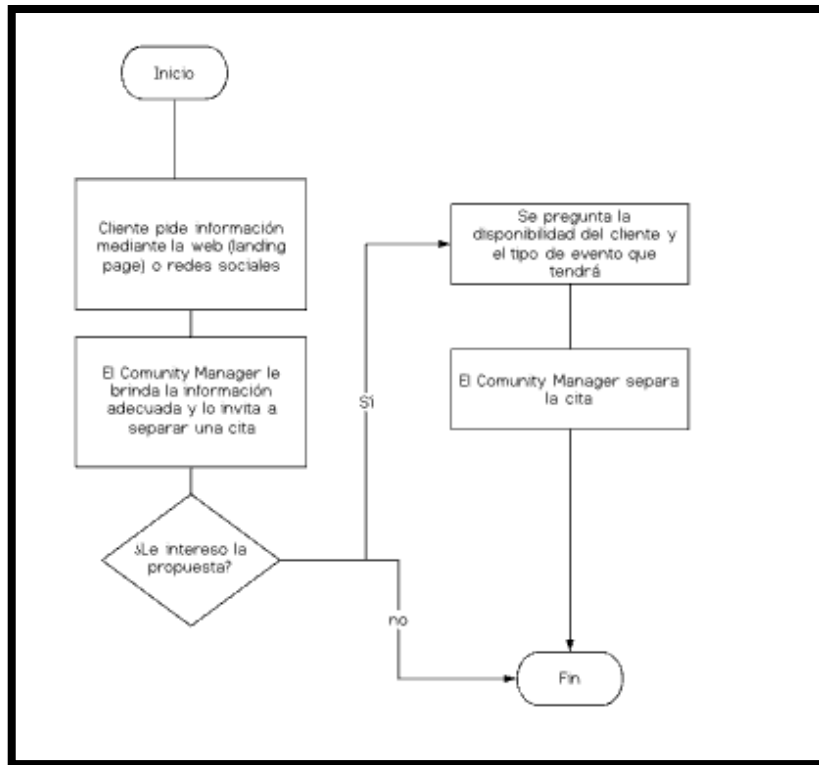 Inicio
Cliente pide información
mediante la web (landing
page) o redes sociales
El Comunity Manager le
brinda la información
adecuada y lo invita a
separar una cita
¿Le intereso la
propuesta?
Sí
no
Se pregunta la
disponibilidad del cliente y
el tipo de evento que
tendrá
El Comunity Manager separa
la cita
Fin